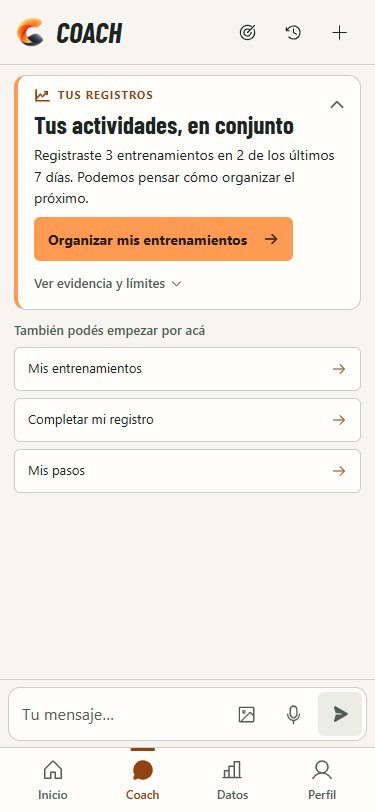 COACH
TUS REGISTROS
Tus actividades, en conjunto
Registraste 3 entrenamientos en 2 de los últimos
7 días. Podemos pensar cómo organizar el
próximo.
Organizar mis entrenamientos
Ver evidencia y límites
También podés empezar por acá
Mis entrenamientos
Completar mi registro
Mis pasos
Tu mensaje...
Inicio
Coach
Datos
Perfil